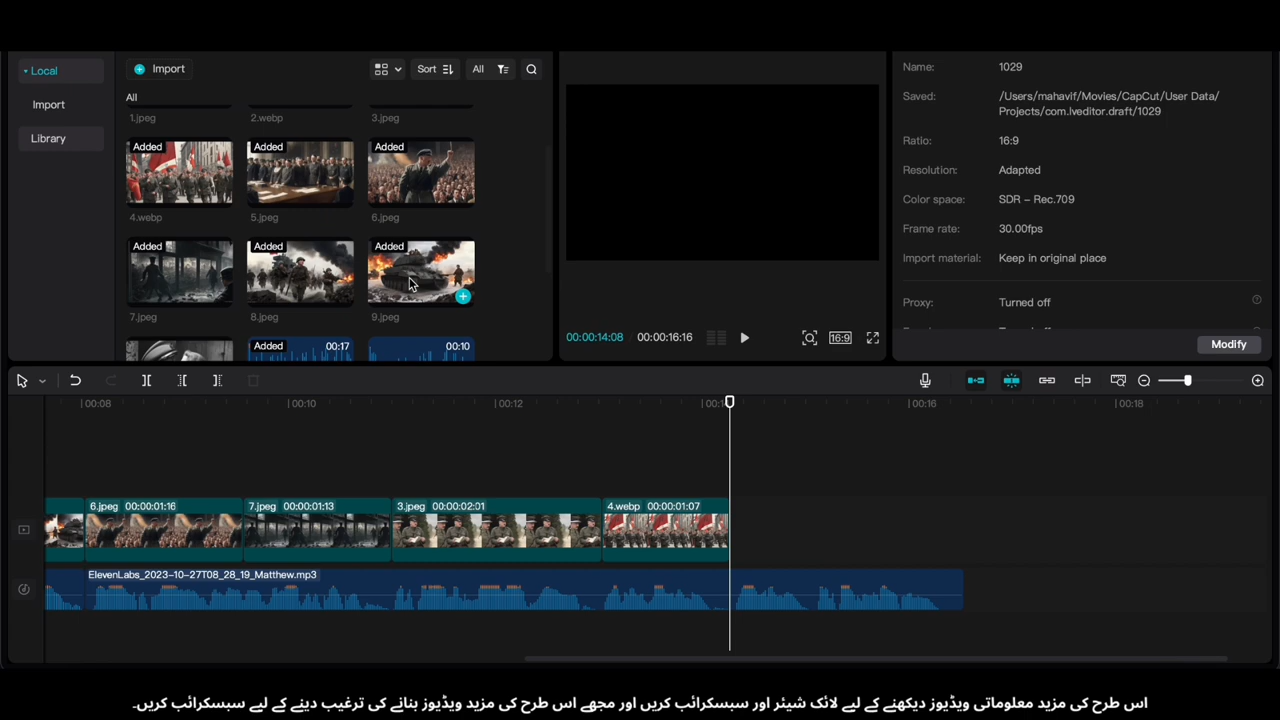 Local
Import
Library
Import
Sort
All
All
1.jpeg
2.webp
3.jpeg
Added
Added
Added
4.webp
5.jpeg
6.jpeg
Added
Added
Added
7.jpeg
8.jpeg
9.jpeg
Added
00:17
00:10
00:00:14:08
00:00:16:16
16:9
Name:
1029
Saved:
/Users/mahavif/Movies/CapCut/User Data/
Projects/com.lveditor.draft/1029
Ratio:
16:9
Resolution:
Adapted
Color space:
SDR – Rec.709
Frame rate:
30.00fps
Import material:
Keep in original place
Proxy:
Turned off
Modify
00:08
00:10
00:12
00:16
00:18
6.jpeg 00:00:01:16
7.jpeg 00:00:01:13
3.jpeg 00:00:02:01
4.webp 00:00:01:07
ElevenLabs_2023-10-27T08_28_19_Matthew.mp3
اس طرح کی مزید معلوماتی ویڈیوز دیکھنے کے لیے لائک شیئر اور سبسکرائب کریں اور مجھے اس طرح کی مزید ویڈیوز بنانے کی ترغیب دینے کے لیے سبسکرائب کریں۔